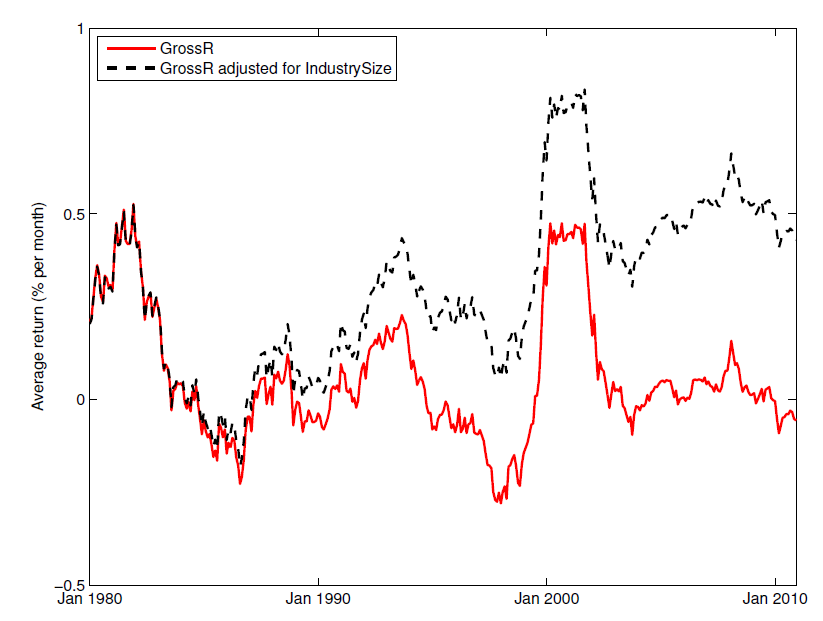 1
GrossR
GrossR adjusted for IndustrySize
0.5
Average return (% per month)
0
−0.5
Jan 1980 Jan 1990 Jan 2000 Jan 2010